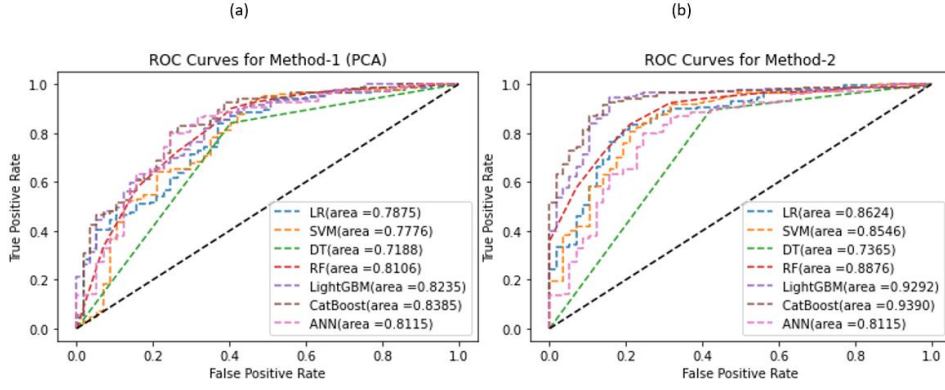 (a)
ROC Curves for Method-1 (PCA)
True Positive Rate
1.0
0.8
0.6
0.4
0.2
0.0
LR(area =0.7875)
SVM(area =0.7776)
DT(area =0.7188)
RF(area =0.8106)
LightGBM(area =0.8235)
CatBoost(area =0.8385)
ANN(area =0.8115)
0.0 0.2 0.4 0.6 0.8 1.0
False Positive Rate
(b)
ROC Curves for Method-2
True Positive Rate
1.0
0.8
0.6
0.4
0.2
0.0
LR(area =0.8624)
SVM(area =0.8546)
DT(area =0.7365)
RF(area =0.8876)
LightGBM(area =0.9292)
CatBoost(area =0.9390)
ANN(area =0.8115)
0.0 0.2 0.4 0.6 0.8 1.0
False Positive Rate